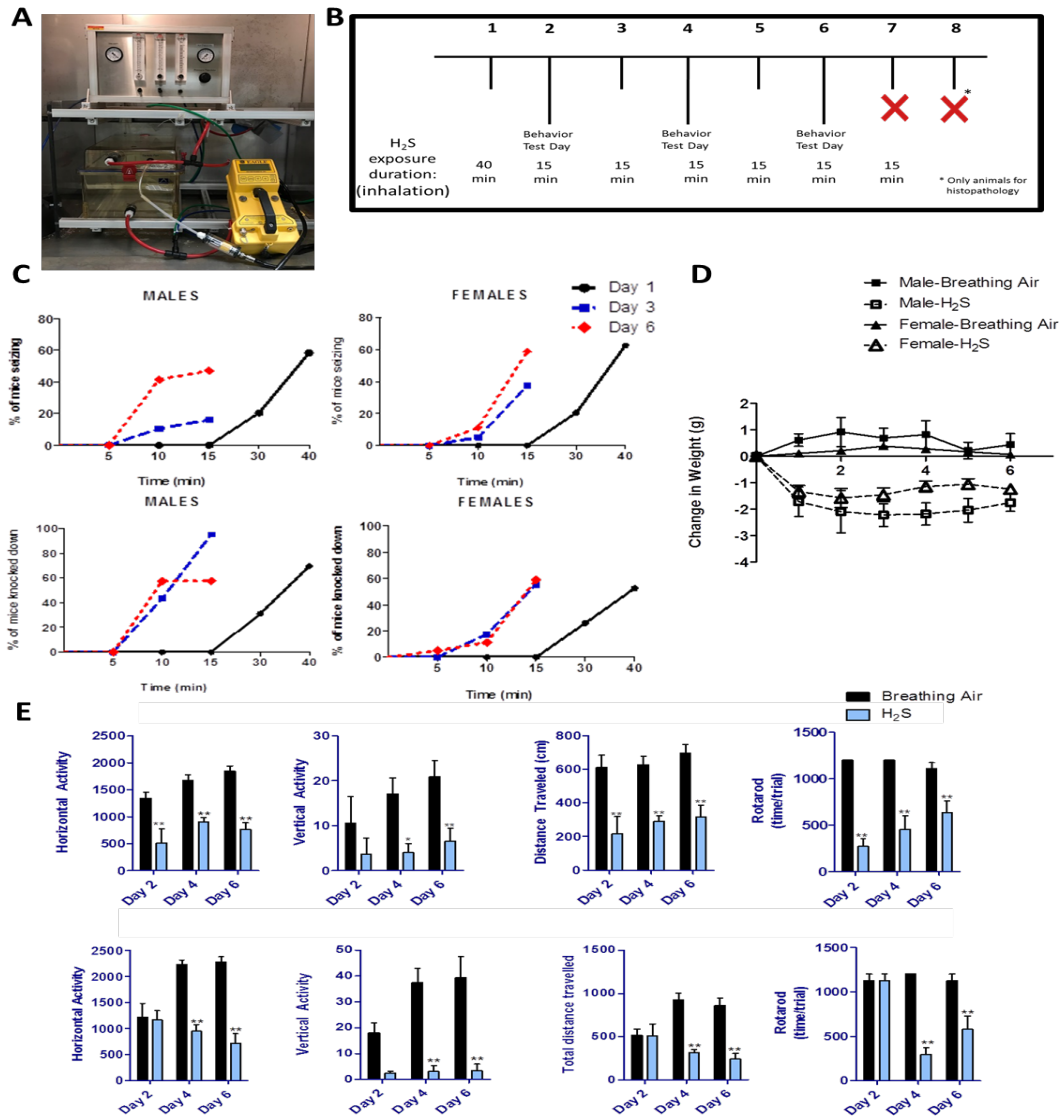 A
B
1 2 3 4 5 6 7 8
*
Behavior
Test Day
Behavior
Test Day
Behavior
Test Day
H2S
exposure
duration:
(inhalation)
40
min
15
min
15
min
15
min
15
min
15
min
15
min
* Only animals for
histopathology
C
MALES
% of mice seizing
80
60
40
20
0
5 10 15 30 40
Time (min)
FEMALES
Day 1
Day 3
Day 6
% of mice seizing
80
60
40
20
0
5 10 15 30 40
Time (min)
D
Male-Breathing Air
Male-H2S
Female-Breathing Air
Female-H2S
Change in Weight (g)
2
1
0
-1
-2
-3
-4
2 4 6
MALES
% of mice knocked down
100
80
60
40
20
0
5 10 15 30 40
Time (min)
FEMALES
% of mice knocked down
80
60
40
20
0
5 10 15 30 40
Time (min)
E
Breathing Air
H2S
Horizontal Activity
2500
2000
1500
1000
500
0
** ** **
Day 2 Day 4 Day 6
Vertical Activity
30
20
10
0
* **
Day 2 Day 4 Day 6
Distance Traveled (cm)
800
600
400
200
0
** ** **
Day 2 Day 4 Day 6
Rotarod
(time/trial)
1500
1000
500
0
** ** **
Day 2 Day 4 Day 6
Horizontal Activity
2500
2000
1500
1000
500
0
** **
Day 2 Day 4 Day 6
Vertical Activity
50
40
30
20
10
0
** **
Day 2 Day 4 Day 6
Total distance travelled
1500
1000
500
0
** **
Day 2 Day 4 Day 6
Rotarod
(time/trial)
1500
1000
500
0
** **
Day 2 Day 4 Day 6